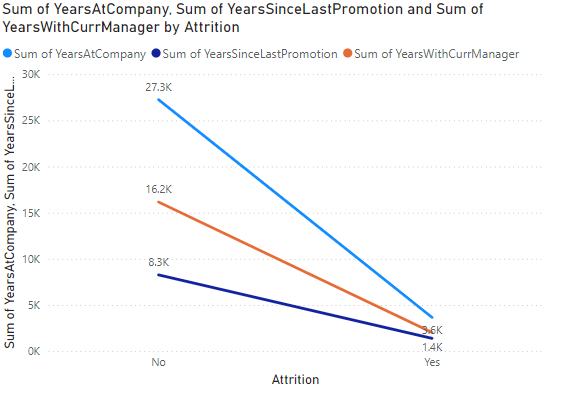 Sum of YearsAtCompany, Sum of YearsSinceLastPromotion and Sum of
YearsWithCurrManager by Attrition
Sum of YearsAtCompany Sum of YearsSinceLastPromotion Sum of YearsWithCurrManager
Sum of YearsAtCompany, Sum of YearsSinceL...
30K
25K
20K
15K
10K
5K
0K
27.3K
16.2K
8.3K
3.6K
1.4K
No Yes
Attrition